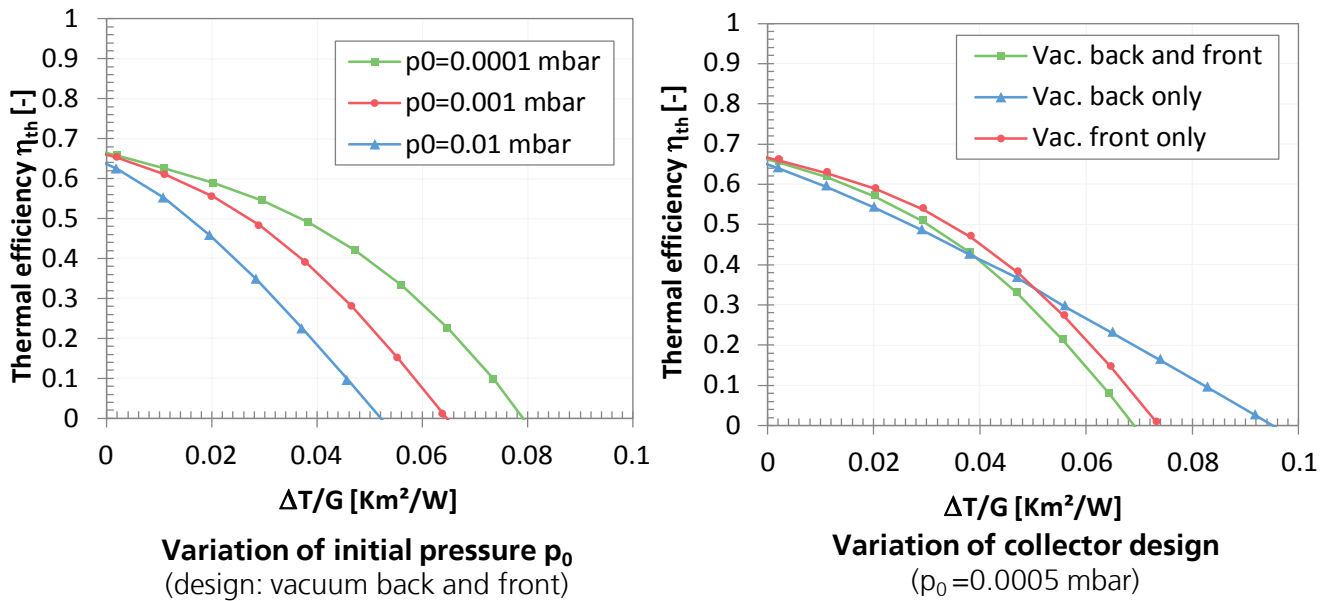 1
0.9
0.8
0.7
0.6
0.5
0.4
0.3
0.2
0.1
0
Thermal efficiency ηth [-]
p0=0.0001 mbar
p0=0.001 mbar
p0=0.01 mbar
0 0.02 0.04 0.06 0.08 0.1
ΔT/G [Km²/W]
Variation of initial pressure p₀
(design: vacuum back and front)
1
0.9
0.8
0.7
0.6
0.5
0.4
0.3
0.2
0.1
0
Thermal efficiency ηth [-]
Vac. back and front
Vac. back only
Vac. front only
0 0.02 0.04 0.06 0.08 0.1
ΔT/G [Km²/W]
Variation of collector design
(p₀ =0.0005 mbar)